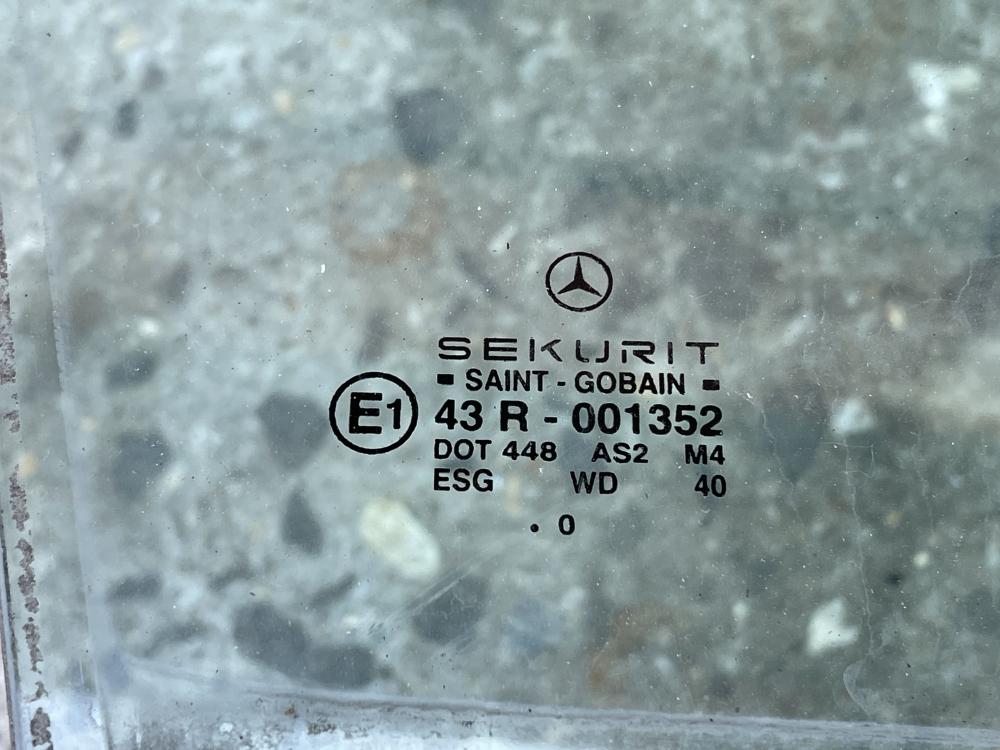 SEKURIT
- SAINT - GOBAIN -
E1 43 R - 001352
DOT 448 AS2 M4
ESG WD 40
. 0